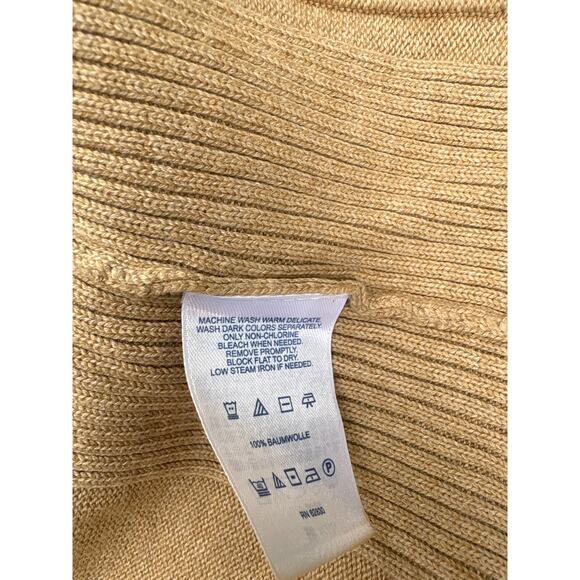 MACHINE WASH WARM DELICATE.
WASH DARK COLORS SEPARATELY.
ONLY NON-CHLORINE
BLEACH WHEN NEEDED.
REMOVE PROMPTLY.
BLOCK FLAT TO DRY.
LOW STEAM IRON IF NEEDED.
100% BAUMWOLLE
P